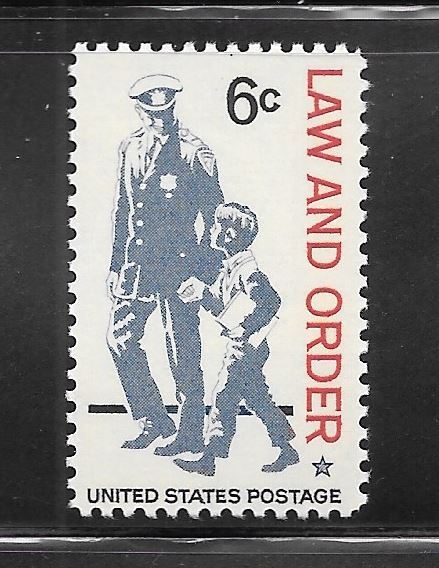 6c
LAW AND ORDER
UNITED STATES POSTAGE